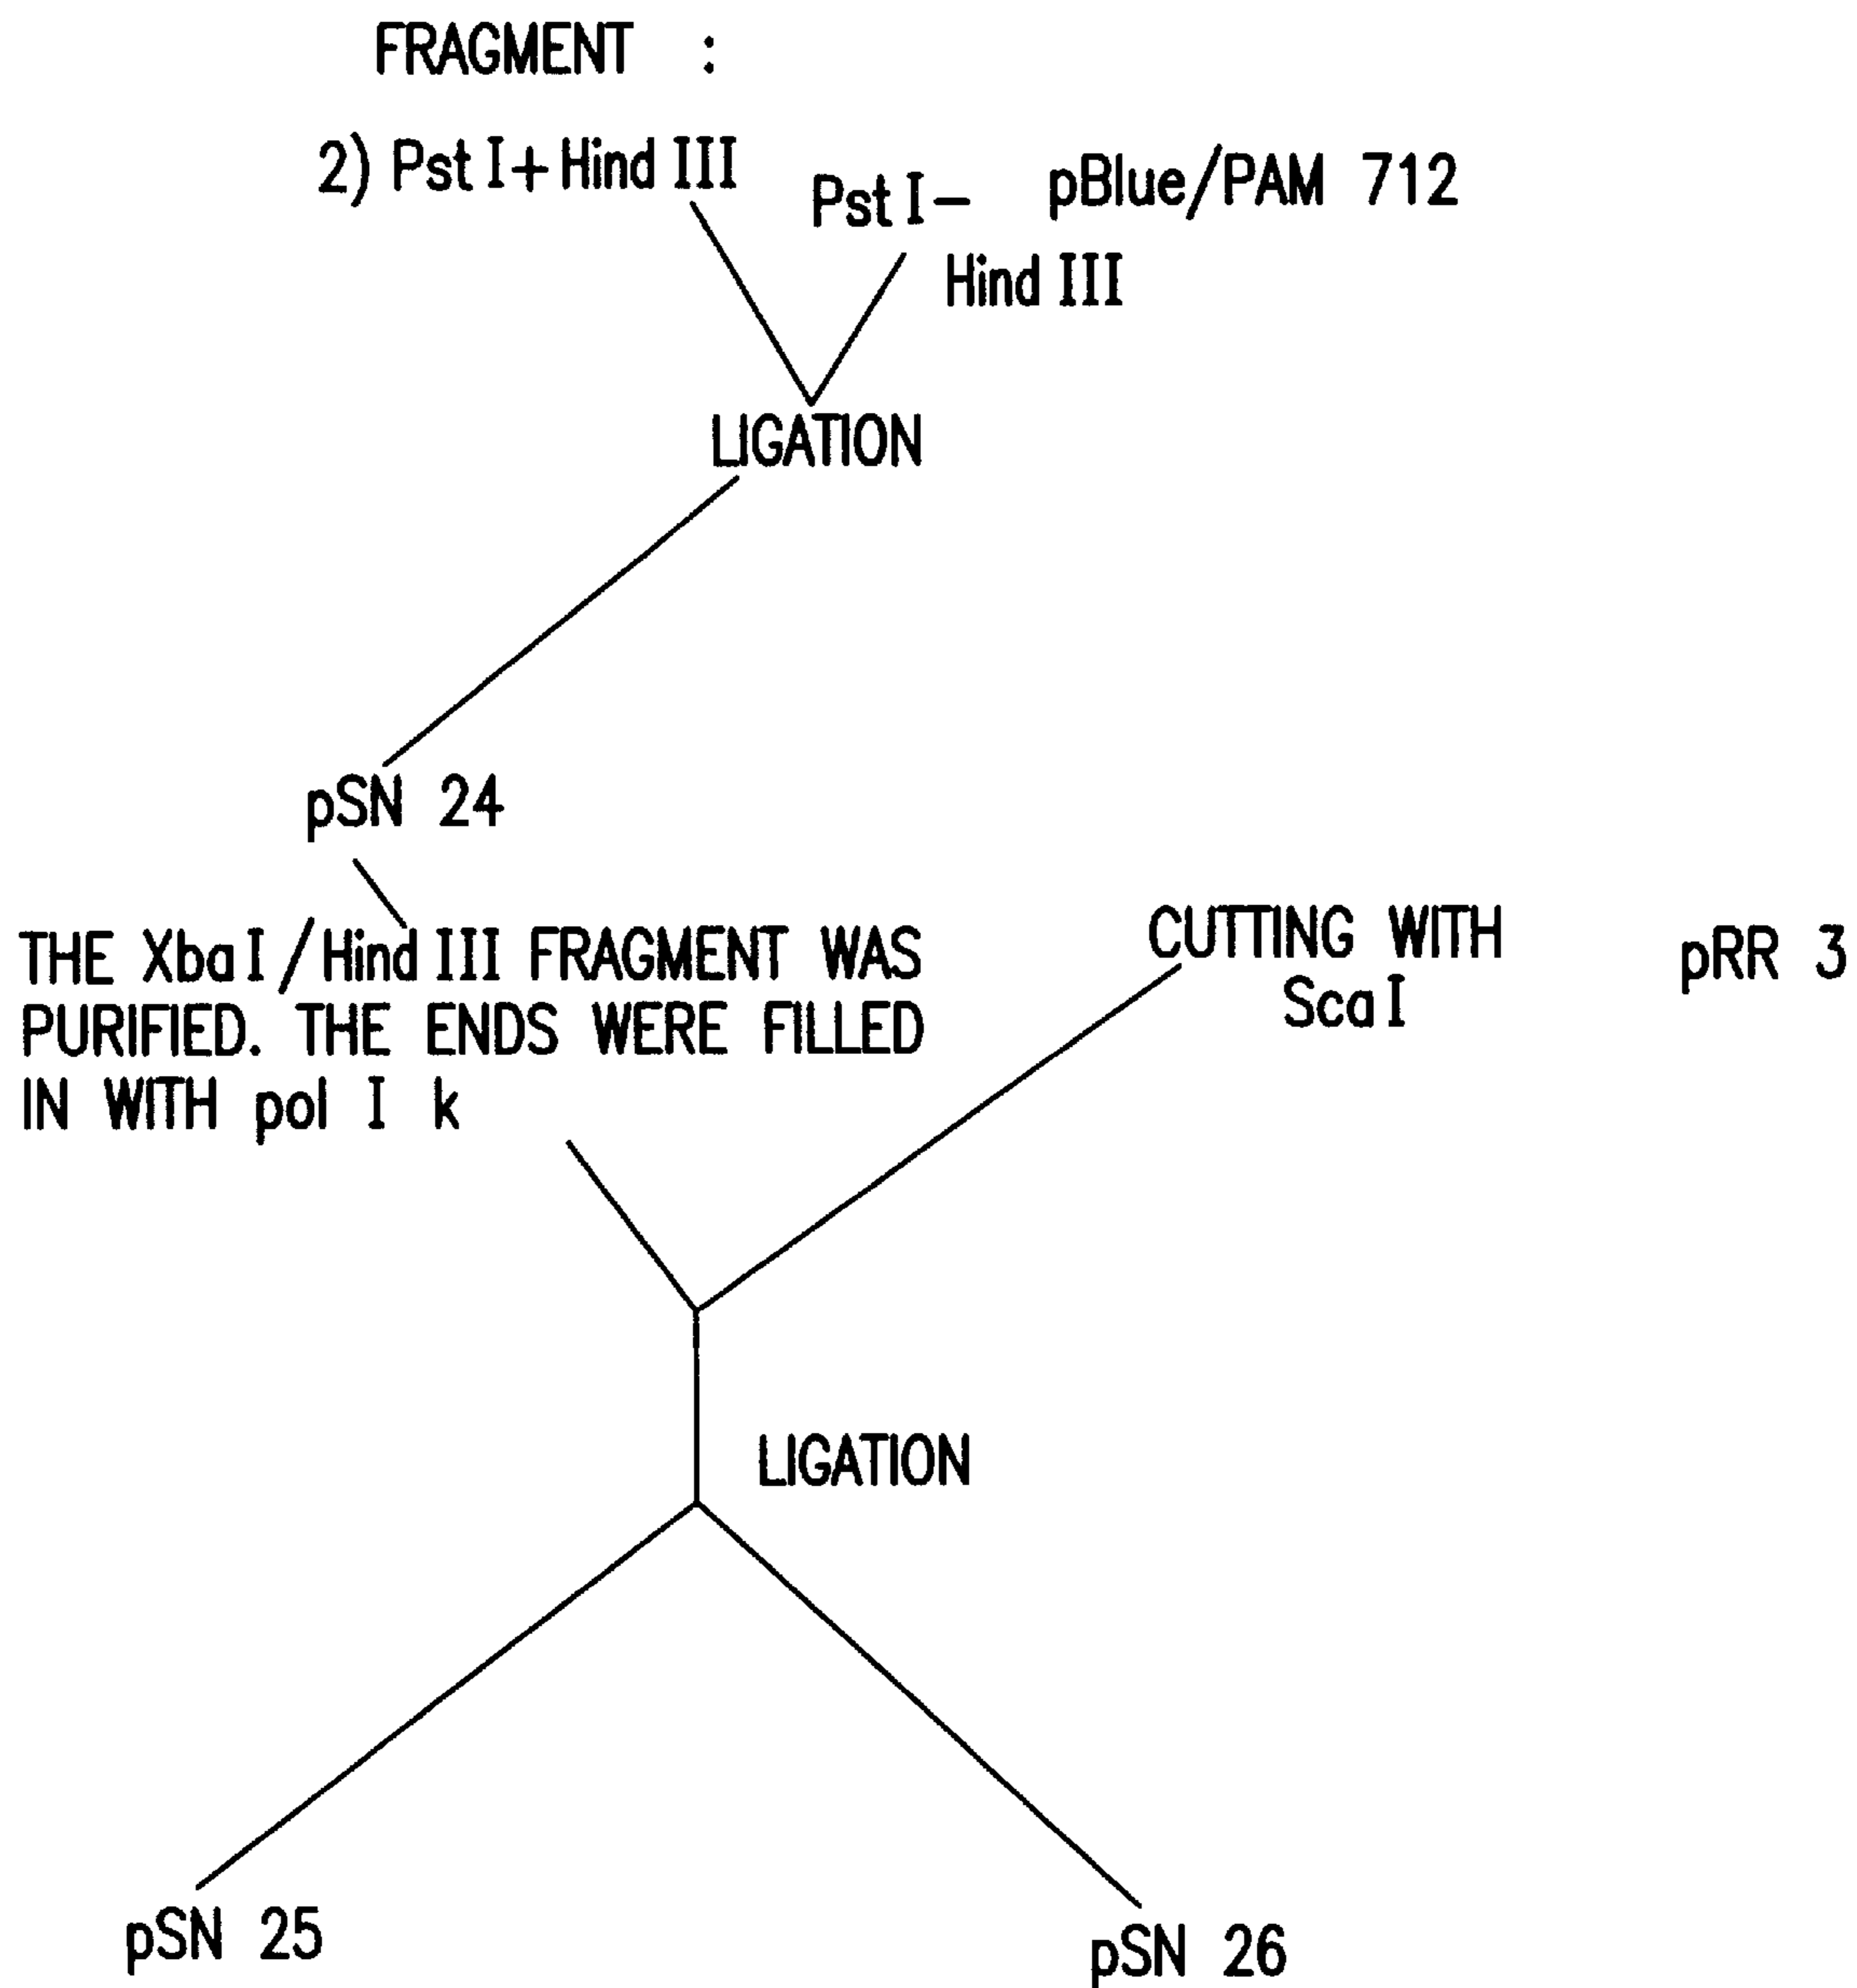 FRAGMENT :
2) Pst I+Hind III
Pst I- pBlue/PAM 712
Hind III
LIGATION
pSN 24
THE XbaI/Hind III FRAGMENT WAS
PURIFIED. THE ENDS WERE FILLED
IN WITH pol I k
CUTTING WITH
ScaI
pRR 3
LIGATION
pSN 25
pSN 26